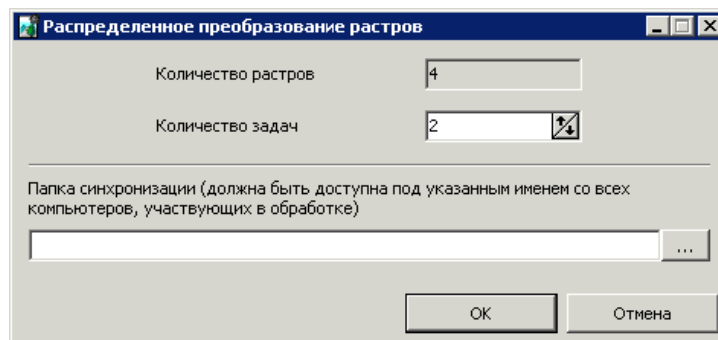 Распределенное преобразование растров
Количество растров 4
Количество задач 2
Папка синхронизации (должна быть доступна под указанным именем со всех
компьютеров, участвующих в обработке)
...
OK Отмена